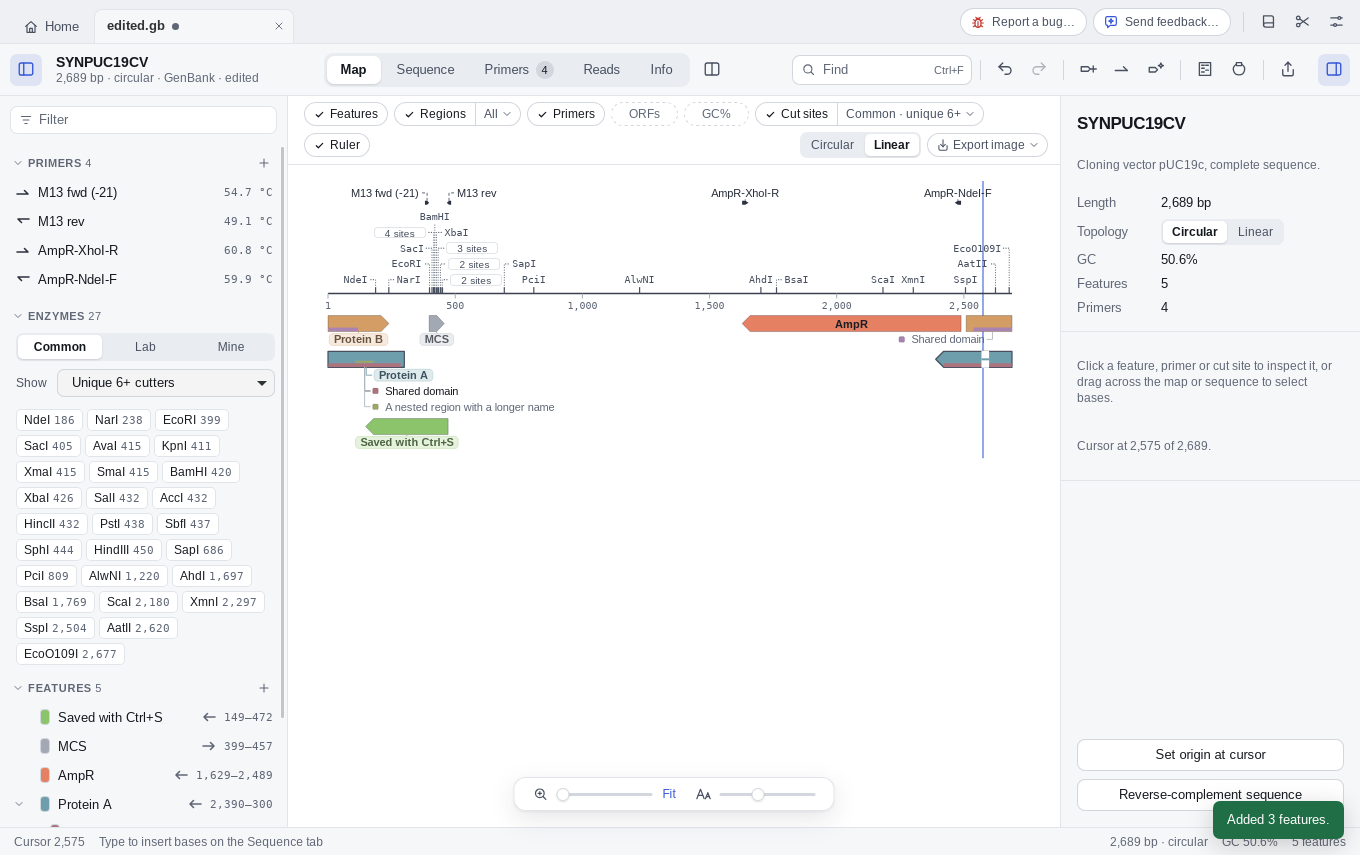 Home
edited.gb
Report a bug…
Send feedback…
SYNPUC19CV
2,689 bp · circular · GenBank · edited
Map
Sequence
Primers 4
Reads
Info
Find
Ctrl+F
Filter
PRIMERS 4
M13 fwd (-21) 54.7 °C
M13 rev 49.1 °C
AmpR-XhoI-R 60.8 °C
AmpR-NdeI-F 59.9 °C
ENZYMES 27
Common Lab Mine
Show Unique 6+ cutters
NdeI 186 NarI 238 EcoRI 399
SacI 405 AvaI 415 KpnI 411
XmaI 415 SmaI 415 BamHI 420
XbaI 426 SalI 432 AccI 432
HincII 432 PstI 438 SbfI 437
SphI 444 HindIII 450 SapI 686
PciI 809 AlwNI 1,220 AhdI 1,697
BsaI 1,769 ScaI 2,180 XmnI 2,297
SspI 2,504 AatII 2,620
EcoO109I 2,677
FEATURES 5
Saved with Ctrl+S 149–472
MCS 399–457
AmpR 1,629–2,489
Protein A 2,390–300
Features
Regions All
Primers
ORFs
GC%
Cut sites Common · unique 6+
Ruler
Circular Linear
Export image
M13 fwd (-21) M13 rev AmpR-XhoI-R AmpR-NdeI-F
BamHI
4 sites XbaI
SacI 3 sites EcoO109I
EcoRI 2 sites SapI AatII
NdeI NarI 2 sites PciI AlwNI AhdI BsaI ScaI XmnI SspI
1 500 1,000 1,500 2,000 2,500
AmpR
Protein B MCS Shared domain
Protein A
Shared domain
A nested region with a longer name
Saved with Ctrl+S
Fit
SYNPUC19CV
Cloning vector pUC19c, complete sequence.
Length 2,689 bp
Topology Circular Linear
GC 50.6%
Features 5
Primers 4
Click a feature, primer or cut site to inspect it, or
drag across the map or sequence to select
bases.
Cursor at 2,575 of 2,689.
Set origin at cursor
Reverse-complement sequence
Added 3 features.
Cursor 2,575 Type to insert bases on the Sequence tab
2,689 bp · circular GC 50.6% 5 features